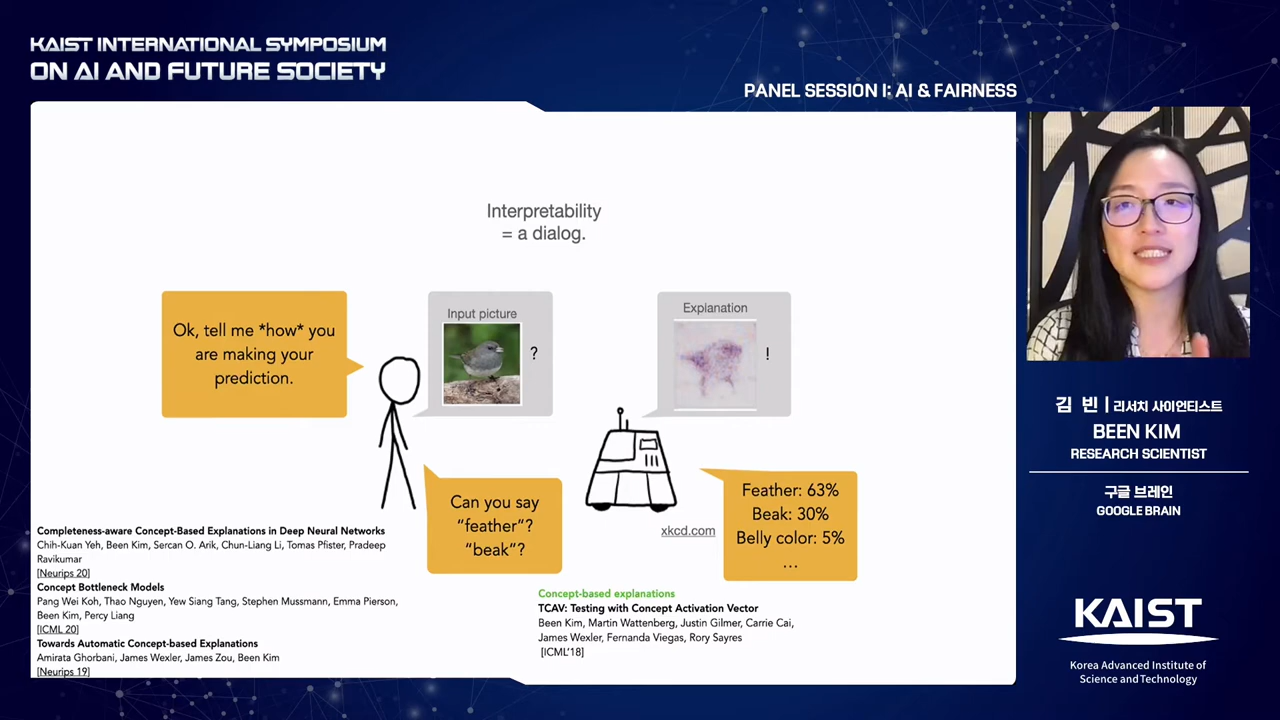 KAIST INTERNATIONAL SYMPOSIUM
ON AI AND FUTURE SOCIETY
PANEL SESSION I: AI & FAIRNESS
Interpretability
= a dialog.
Ok, tell me *how* you
are making your
prediction.
Input picture
?
Explanation
!
Can you say
“feather”?
“beak”?
Feather: 63%
Beak: 30%
Belly color: 5%
...
xkcd.com
Completeness-aware Concept-Based Explanations in Deep Neural Networks
Chih-Kuan Yeh, Been Kim, Sercan O. Arik, Chun-Liang Li, Tomas Pfister, Pradeep
Ravikumar
[Neurips 20]
Concept Bottleneck Models
Pang Wei Koh, Thao Nguyen, Yew Siang Tang, Stephen Mussmann, Emma Pierson,
Been Kim, Percy Liang
[ICML 20]
Towards Automatic Concept-based Explanations
Amirata Ghorbani, James Wexler, James Zou, Been Kim
[Neurips 19]
Concept-based explanations
TCAV: Testing with Concept Activation Vector
Been Kim, Martin Wattenberg, Justin Gilmer, Carrie Cai,
James Wexler, Fernanda Viegas, Rory Sayres
[ICML'18]
김 빈 | 리서치 사이언티스트
BEEN KIM
RESEARCH SCIENTIST
구글 브레인
GOOGLE BRAIN
KAIST
Korea Advanced Institute of
Science and Technology